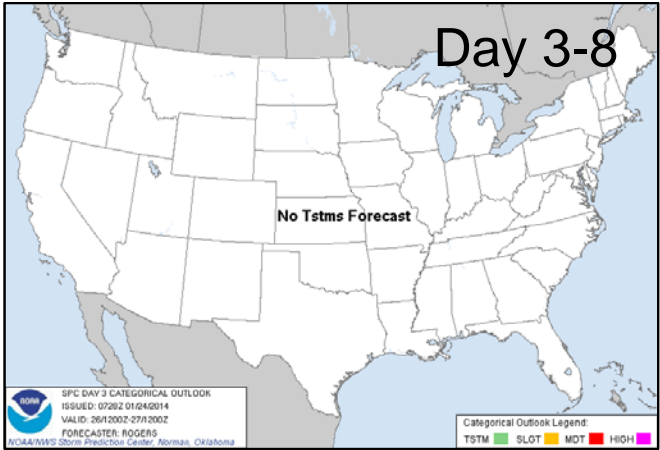 Day 3-8
No Tstms Forecast
NOAA
SPC DAY 3 CATEGORICAL OUTLOOK
ISSUED: 0728Z 01/24/2014
VALID: 26/1200Z-27/1200Z
FORECASTER: ROGERS
NOAA/NWS Storm Prediction Center, Norman, Oklahoma
Categorical Outlook Legend:
TSTM SLGT MDT HIGH